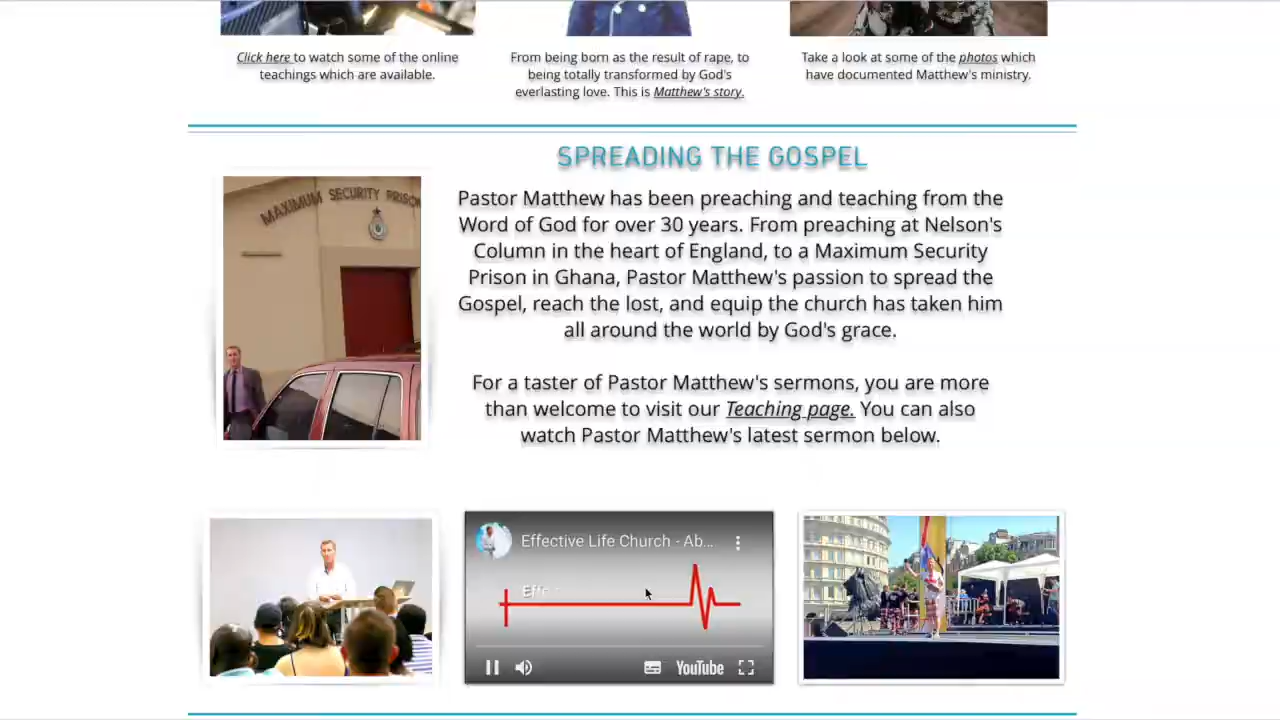 Click here to watch some of the online
teachings which are available.
From being born as the result of rape, to
being totally transformed by God's
everlasting love. This is Matthew's story.
Take a look at some of the photos which
have documented Matthew's ministry.
SPREADING THE GOSPEL
MAXIMUM SECURITY PRISON
Pastor Matthew has been preaching and teaching from the
Word of God for over 30 years. From preaching at Nelson's
Column in the heart of England, to a Maximum Security
Prison in Ghana, Pastor Matthew's passion to spread the
Gospel, reach the lost, and equip the church has taken him
all around the world by God's grace.
For a taster of Pastor Matthew's sermons, you are more
than welcome to visit our Teaching page. You can also
watch Pastor Matthew's latest sermon below.
Effective Life Church - Ab...
Effe
YouTube